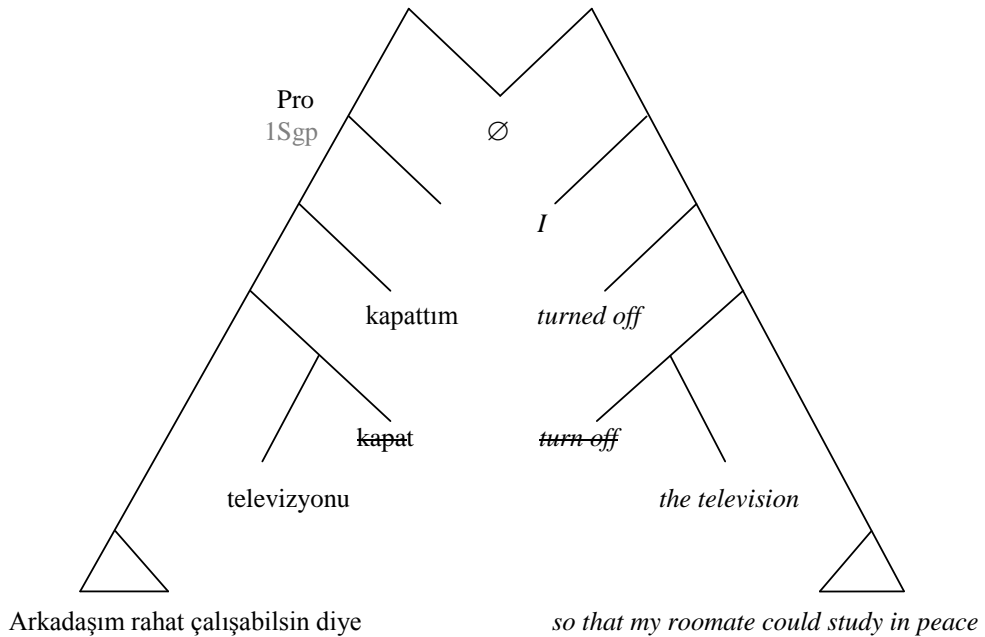 Pro
1Sgp
∅
I
kapattım turned off
kapat turn off
televizyonu the television
Arkadaşım rahat çalışabilsin diye so that my roomate could study in peace